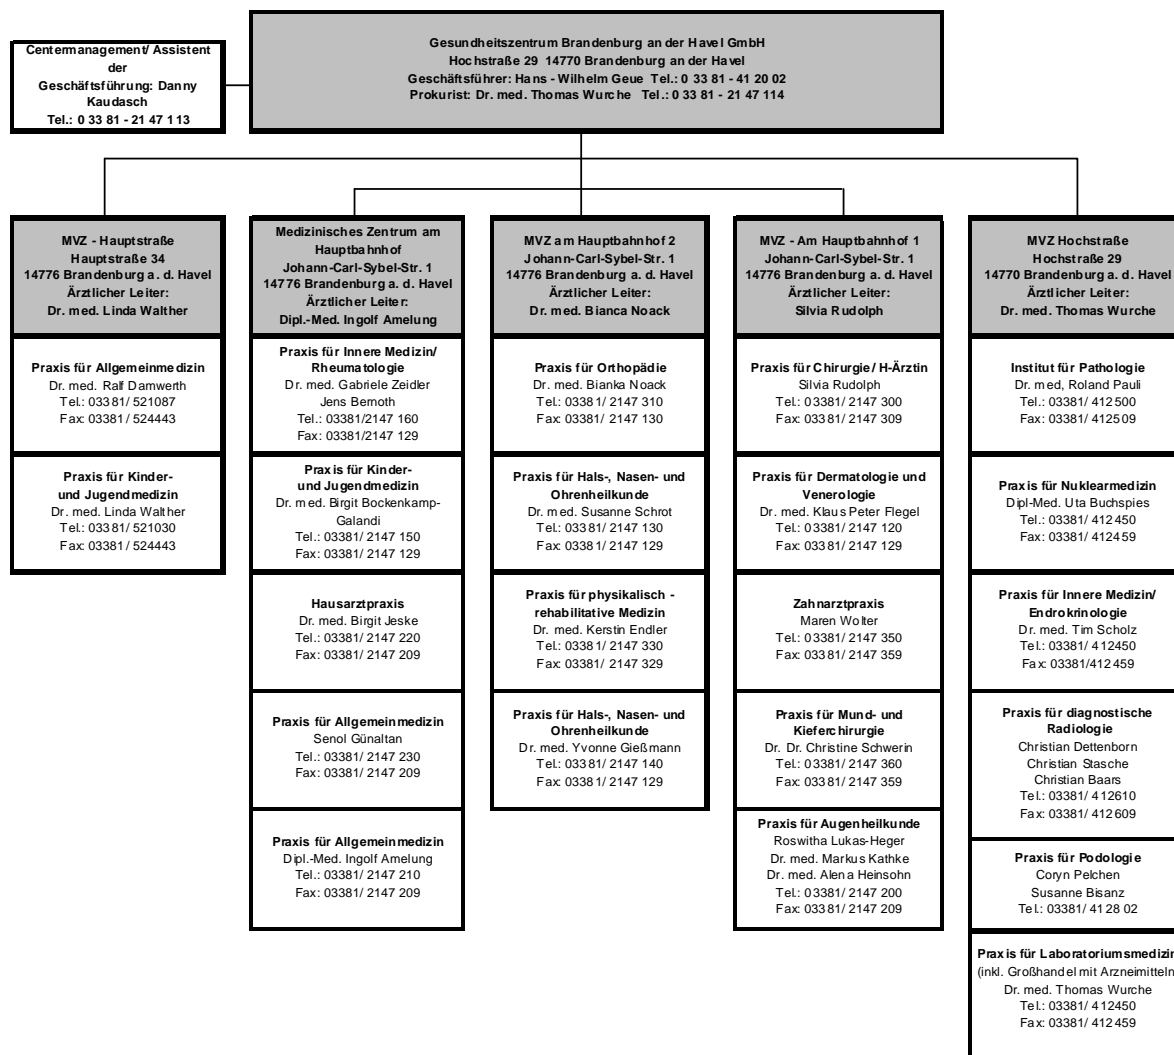 Centermanagement/ Assistent
der
Geschäftsführung: Danny
Kaudasch
Tel.: 0 33 81 - 21 47 113
Gesundheitszentrum Brandenburg an der Havel GmbH
Hochstraße 29 14770 Brandenburg an der Havel
Geschäftsführer: Hans - Wilhelm Geue Tel.: 0 33 81 - 41 20 02
Prokurist: Dr. med. Thomas Wurche Tel.: 0 33 81 - 21 47 114
MVZ - Hauptstraße
Hauptstraße 34
14776 Brandenburg a. d. Havel
Ärztlicher Leiter:
Dr. med. Linda Walther
Praxis für Allgemeinmedizin
Dr. med. Ralf Damwerth
Tel.: 03381/ 521087
Fax: 03381/ 524443
Praxis für Kinder-
und Jugendmedizin
Dr. med. Linda Walther
Tel.: 03381/ 521030
Fax: 03381/ 524443
Medizinisches Zentrum am
Hauptbahnhof
Johann-Carl-Sybel-Str. 1
14776 Brandenburg a. d. Havel
Ärztlicher Leiter:
Dipl.-Med. Ingolf Amelung
Praxis für Innere Medizin/
Rheumatologie
Dr. med. Gabriele Zeidler
Jens Bernoth
Tel.: 03381/2147 160
Fax: 03381/2147 129
Praxis für Kinder-
und Jugendmedizin
Dr. med. Birgit Bockenkamp-
Galandi
Tel.: 03381/ 2147 150
Fax: 03381/ 2147 129
Hausarztpraxis
Dr. med. Birgit Jeske
Tel.: 03381/ 2147 220
Fax: 03381/ 2147 209
Praxis für Allgemeinmedizin
Senol Günaltan
Tel.: 03381/ 2147 230
Fax: 03381/ 2147 209
Praxis für Allgemeinmedizin
Dipl.-Med. Ingolf Amelung
Tel.: 03381/ 2147 210
Fax: 03381/ 2147 209
MVZ am Hauptbahnhof 2
Johann-Carl-Sybel-Str. 1
14776 Brandenburg a. d. Havel
Ärztlicher Leiter:
Dr. med. Bianca Noack
Praxis für Orthopädie
Dr. med. Bianka Noack
Tel.: 03381/ 2147 310
Fax: 03381/ 2147 130
Praxis für Hals-, Nasen- und
Ohrenheilkunde
Dr. med. Susanne Schrot
Tel.: 03381/ 2147 130
Fax: 03381/ 2147 129
Praxis für physikalisch -
rehabilitative Medizin
Dr. med. Kerstin Endler
Tel.: 03381/ 2147 330
Fax: 03381/ 2147 329
Praxis für Hals-, Nasen- und
Ohrenheilkunde
Dr. med. Yvonne Gießmann
Tel.: 03381/ 2147 140
Fax: 03381/ 2147 129
MVZ - Am Hauptbahnhof 1
Johann-Carl-Sybel-Str. 1
14776 Brandenburg a. d. Havel
Ärztlicher Leiter:
Silvia Rudolph
Praxis für Chirurgie/ H-Ärztin
Silvia Rudolph
Tel.: 03381/ 2147 300
Fax: 03381/ 2147 309
Praxis für Dermatologie und
Venerologie
Dr. med. Klaus Peter Flegel
Tel.: 03381/ 2147 120
Fax: 03381/ 2147 129
Zahnarztpraxis
Maren Wolter
Tel.: 03381/ 2147 350
Fax: 03381/ 2147 359
Praxis für Mund- und
Kieferchirurgie
Dr. Dr. Christine Schwerin
Tel.: 03381/ 2147 360
Fax: 03381/ 2147 359
Praxis für Augenheilkunde
Roswitha Lukas-Heger
Dr. med. Markus Kathke
Dr. med. Alena Heinsohn
Tel.: 03381/ 2147 200
Fax: 03381/ 2147 209
MVZ Hochstraße
Hochstraße 29
14770 Brandenburg a. d. Havel
Ärztlicher Leiter:
Dr. med. Thomas Wurche
Institut für Pathologie
Dr. med, Roland Pauli
Tel.: 03381/ 412500
Fax: 03381/ 412509
Praxis für Nuklearmedizin
Dipl-Med. Uta Buchspies
Tel.: 03381/ 412450
Fax: 03381/ 412459
Praxis für Innere Medizin/
Endrokrinologie
Dr. med. Tim Scholz
Tel.: 03381/ 412450
Fax: 03381/412459
Praxis für diagnostische
Radiologie
Christian Dettenborn
Christian Stasche
Christian Baars
Tel.: 03381/ 412610
Fax: 03381/ 412609
Praxis für Podologie
Coryn Pelchen
Susanne Bisanz
Tel.: 03381/ 41 28 02
Praxis für Laboratoriumsmedizin
(inkl. Großhandel mit Arzneimitteln
Dr. med. Thomas Wurche
Tel.: 03381/ 412450
Fax: 03381/ 412459